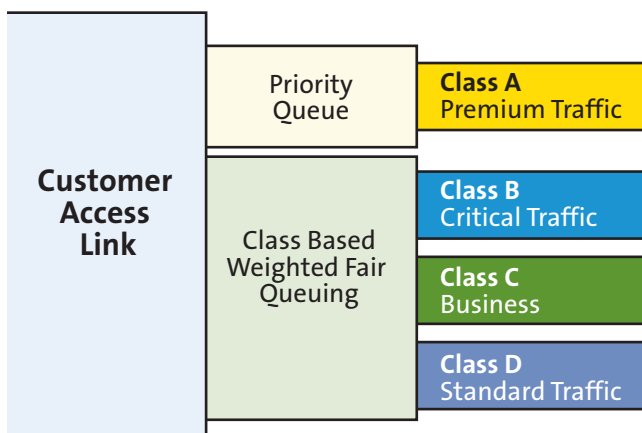 Customer
Access
Link
Priority
Queue
Class A
Premium Traffic
Class Based
Weighted Fair
Queuing
Class B
Critical Traffic
Class C
Business
Class D
Standard Traffic